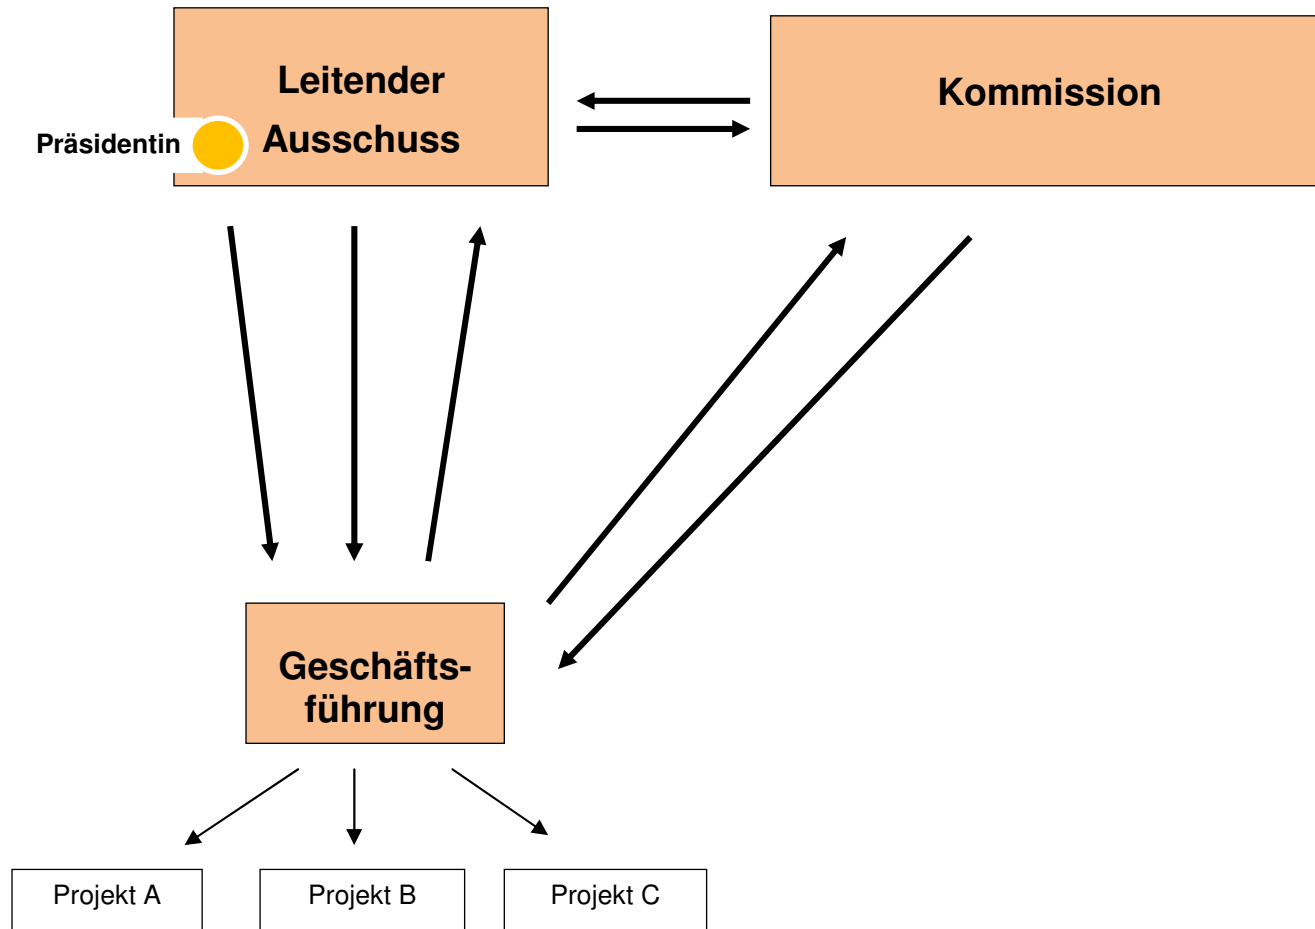 Leitender
Ausschuss
Präsidentin
Kommission
Geschäfts-
führung
Projekt A
Projekt B
Projekt C